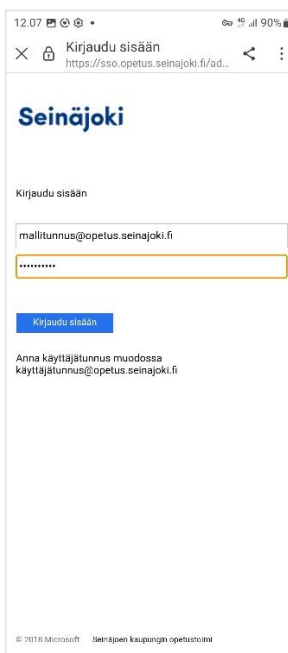 12.07
4G
90%
Kirjaudu sisään
https://sso.opetus.seinajoki.fi/ad...
Seinäjoki
Kirjaudu sisään
mallitunnus@opetus.seinajoki.fi
••••••••••
Kirjaudu sisään
Anna käyttäjätunnus muodossa
käyttäjätunnus@opetus.seinajoki.fi
© 2018 Microsoft Seinäjoen kaupungin opetustoimi